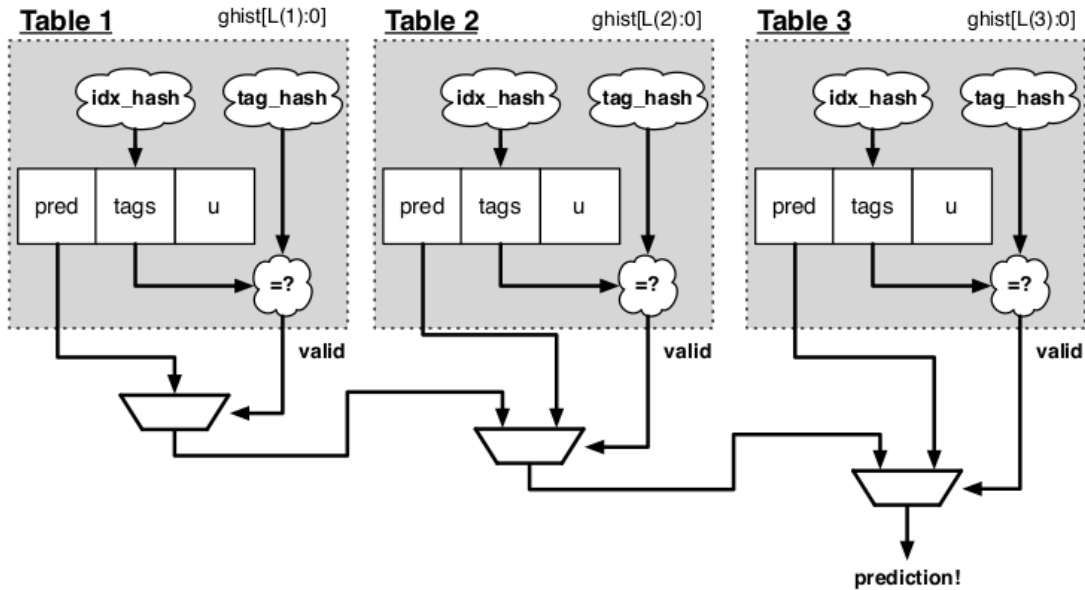 Table 1 ghist[L(1):0] Table 2 ghist[L(2):0] Table 3 ghist[L(3):0]
idx_hash tag_hash idx_hash tag_hash idx_hash tag_hash
pred tags u pred tags u pred tags u
=? =? =?
valid valid valid
prediction!